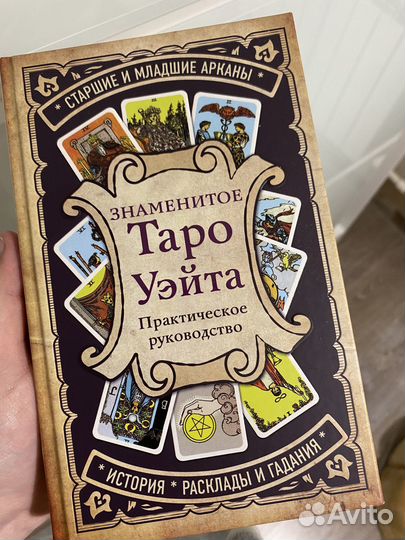 * СТАРШИЕ И МЛАДШИЕ АРКАНЫ *
ЗНАМЕНИТОЕ
Таро
Уэйта
Практическое
руководство
* ИСТОРИЯ * РАСКЛАДЫ И ГАДАНИЯ *
Avito